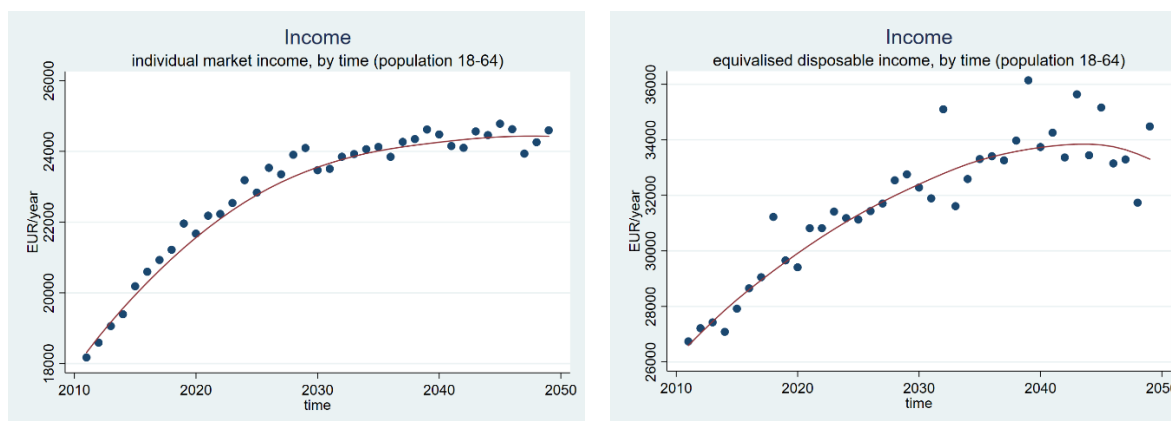 Income
individual market income, by time (population 18-64)
26000
24000
22000
20000
18000
EUR/year
2010 2020 2030 2040 2050
time
Income
equivalised disposable income, by time (population 18-64)
36000
34000
32000
30000
28000
26000
EUR/year
2010 2020 2030 2040 2050
time